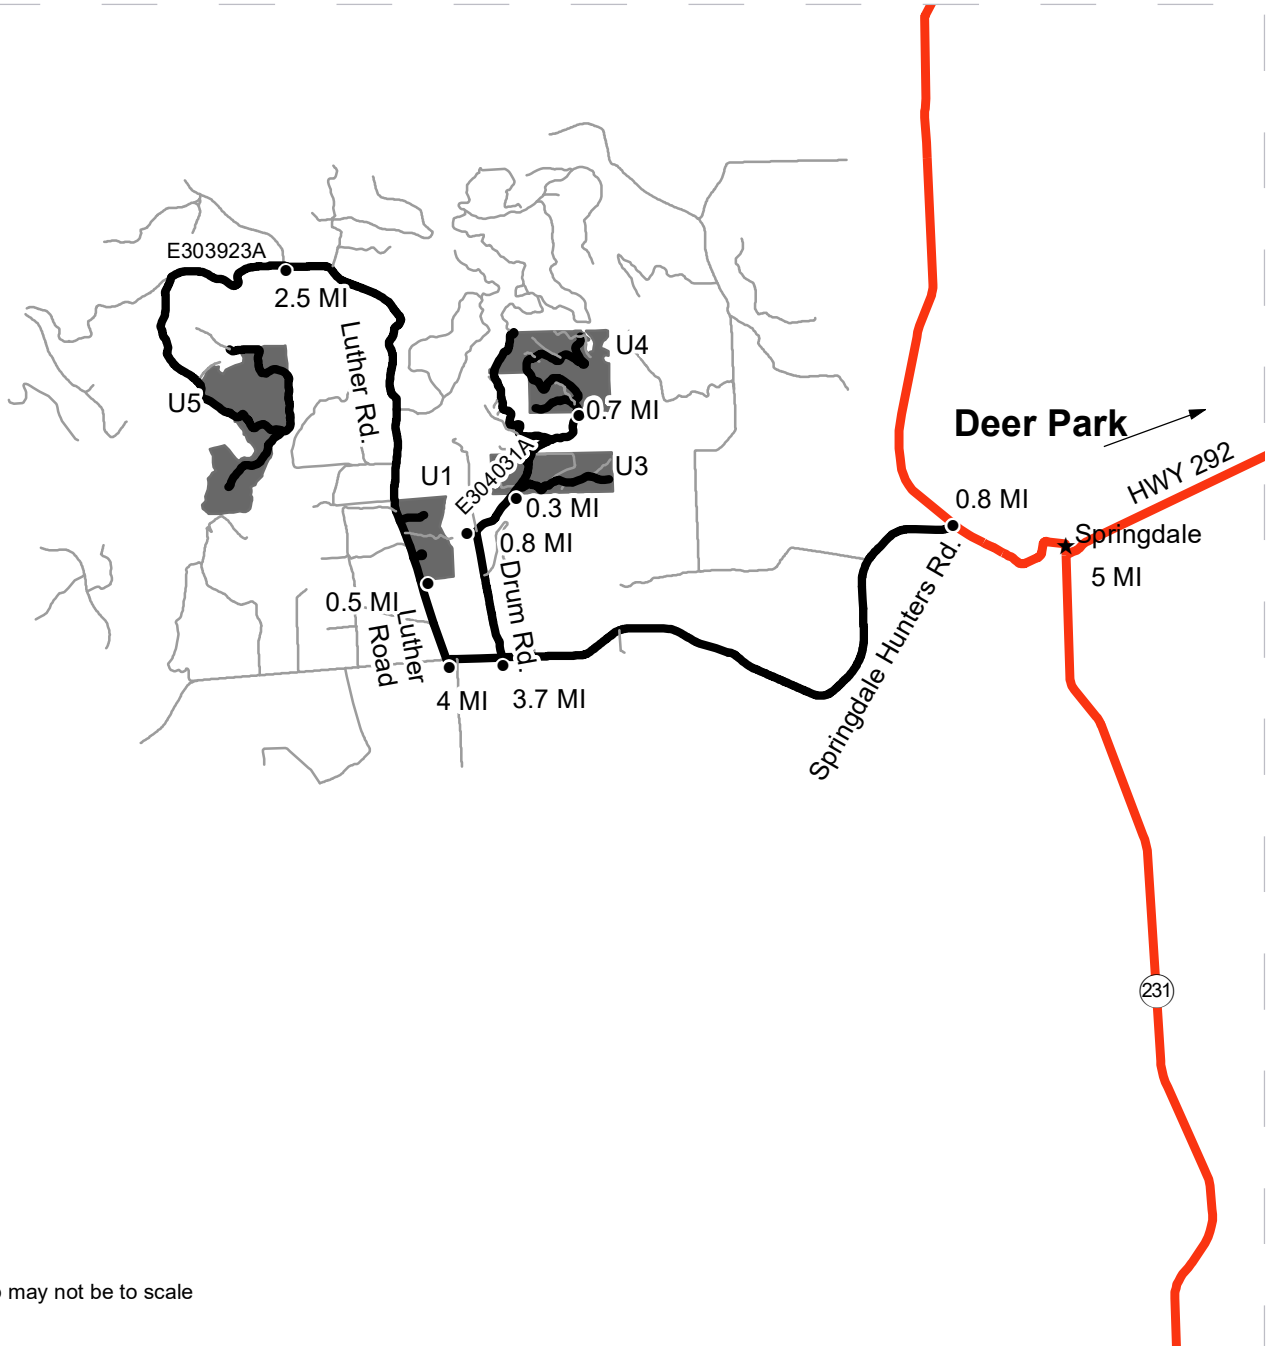 E303923A
2.5 MI
Luther Rd.
U4
U5
0.7 MI
Deer Park
HWY 292
U3
U1
E304031A
0.3 MI
0.8 MI
0.8 MI
Springdale
5 MI
Drum Rd.
0.5 MI
Luther
Road
Springdale Hunters Rd.
4 MI
3.7 MI
231
may not be to scale